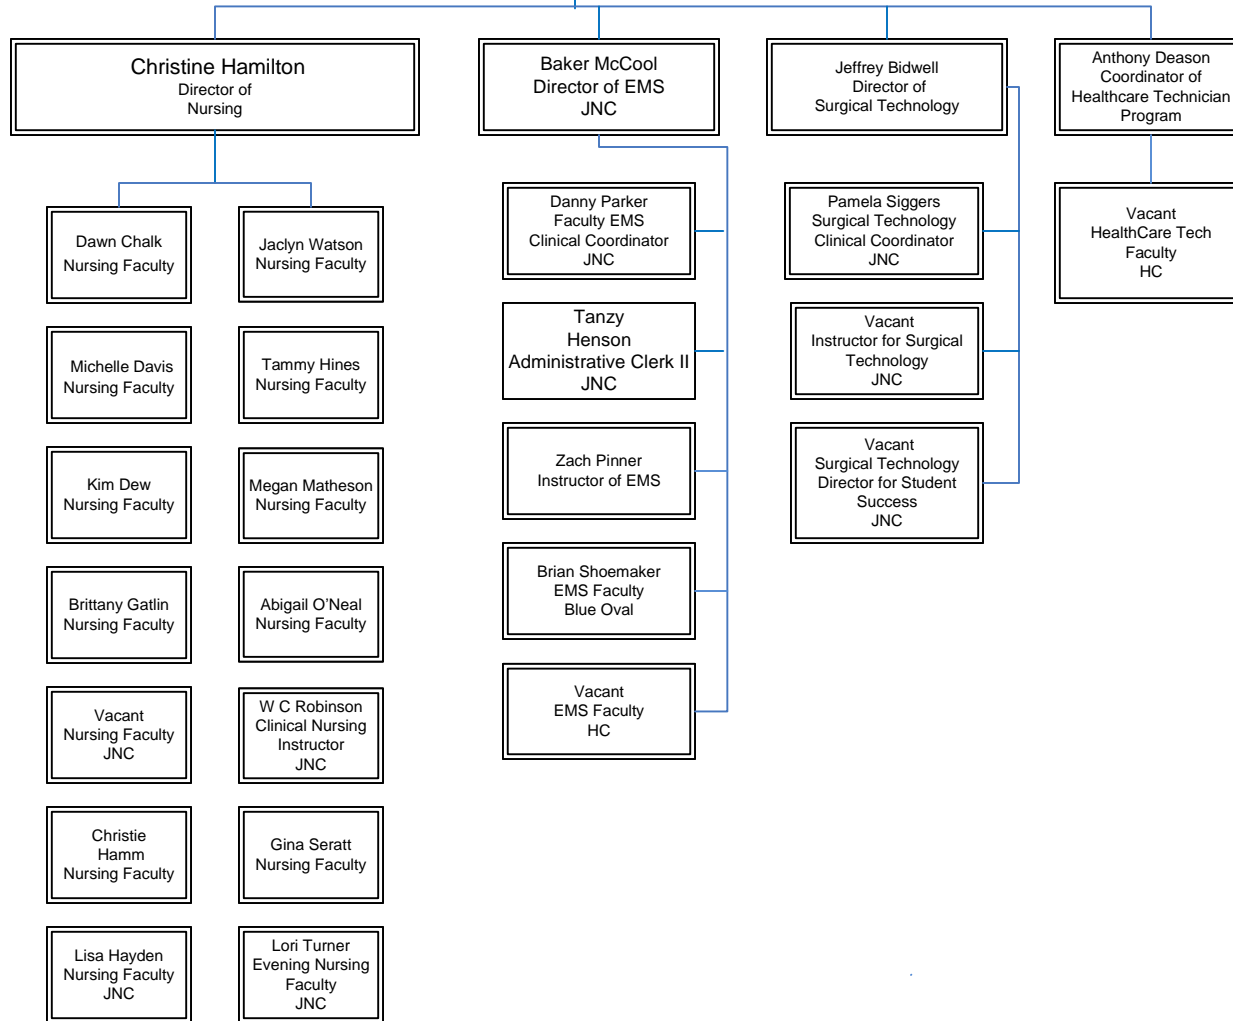 Christine Hamilton
Director of
Nursing
Baker McCool
Director of EMS
JNC
Jeffrey Bidwell
Director of
Surgical Technology
Anthony Deason
Coordinator of
Healthcare Technician
Program
Dawn Chalk
Nursing Faculty
Jaclyn Watson
Nursing Faculty
Michelle Davis
Nursing Faculty
Tammy Hines
Nursing Faculty
Kim Dew
Nursing Faculty
Megan Matheson
Nursing Faculty
Brittany Gatlin
Nursing Faculty
Abigail O’Neal
Nursing Faculty
Vacant
Nursing Faculty
JNC
W C Robinson
Clinical Nursing
Instructor
JNC
Christie
Hamm
Nursing Faculty
Gina Seratt
Nursing Faculty
Lisa Hayden
Nursing Faculty
JNC
Lori Turner
Evening Nursing
Faculty
JNC
Danny Parker
Faculty EMS
Clinical Coordinator
JNC
Tanzy
Henson
Administrative Clerk II
JNC
Zach Pinner
Instructor of EMS
Brian Shoemaker
EMS Faculty
Blue Oval
Vacant
EMS Faculty
HC
Pamela Siggers
Surgical Technology
Clinical Coordinator
JNC
Vacant
Instructor for Surgical
Technology
JNC
Vacant
Surgical Technology
Director for Student
Success
JNC
Vacant
HealthCare Tech
Faculty
HC